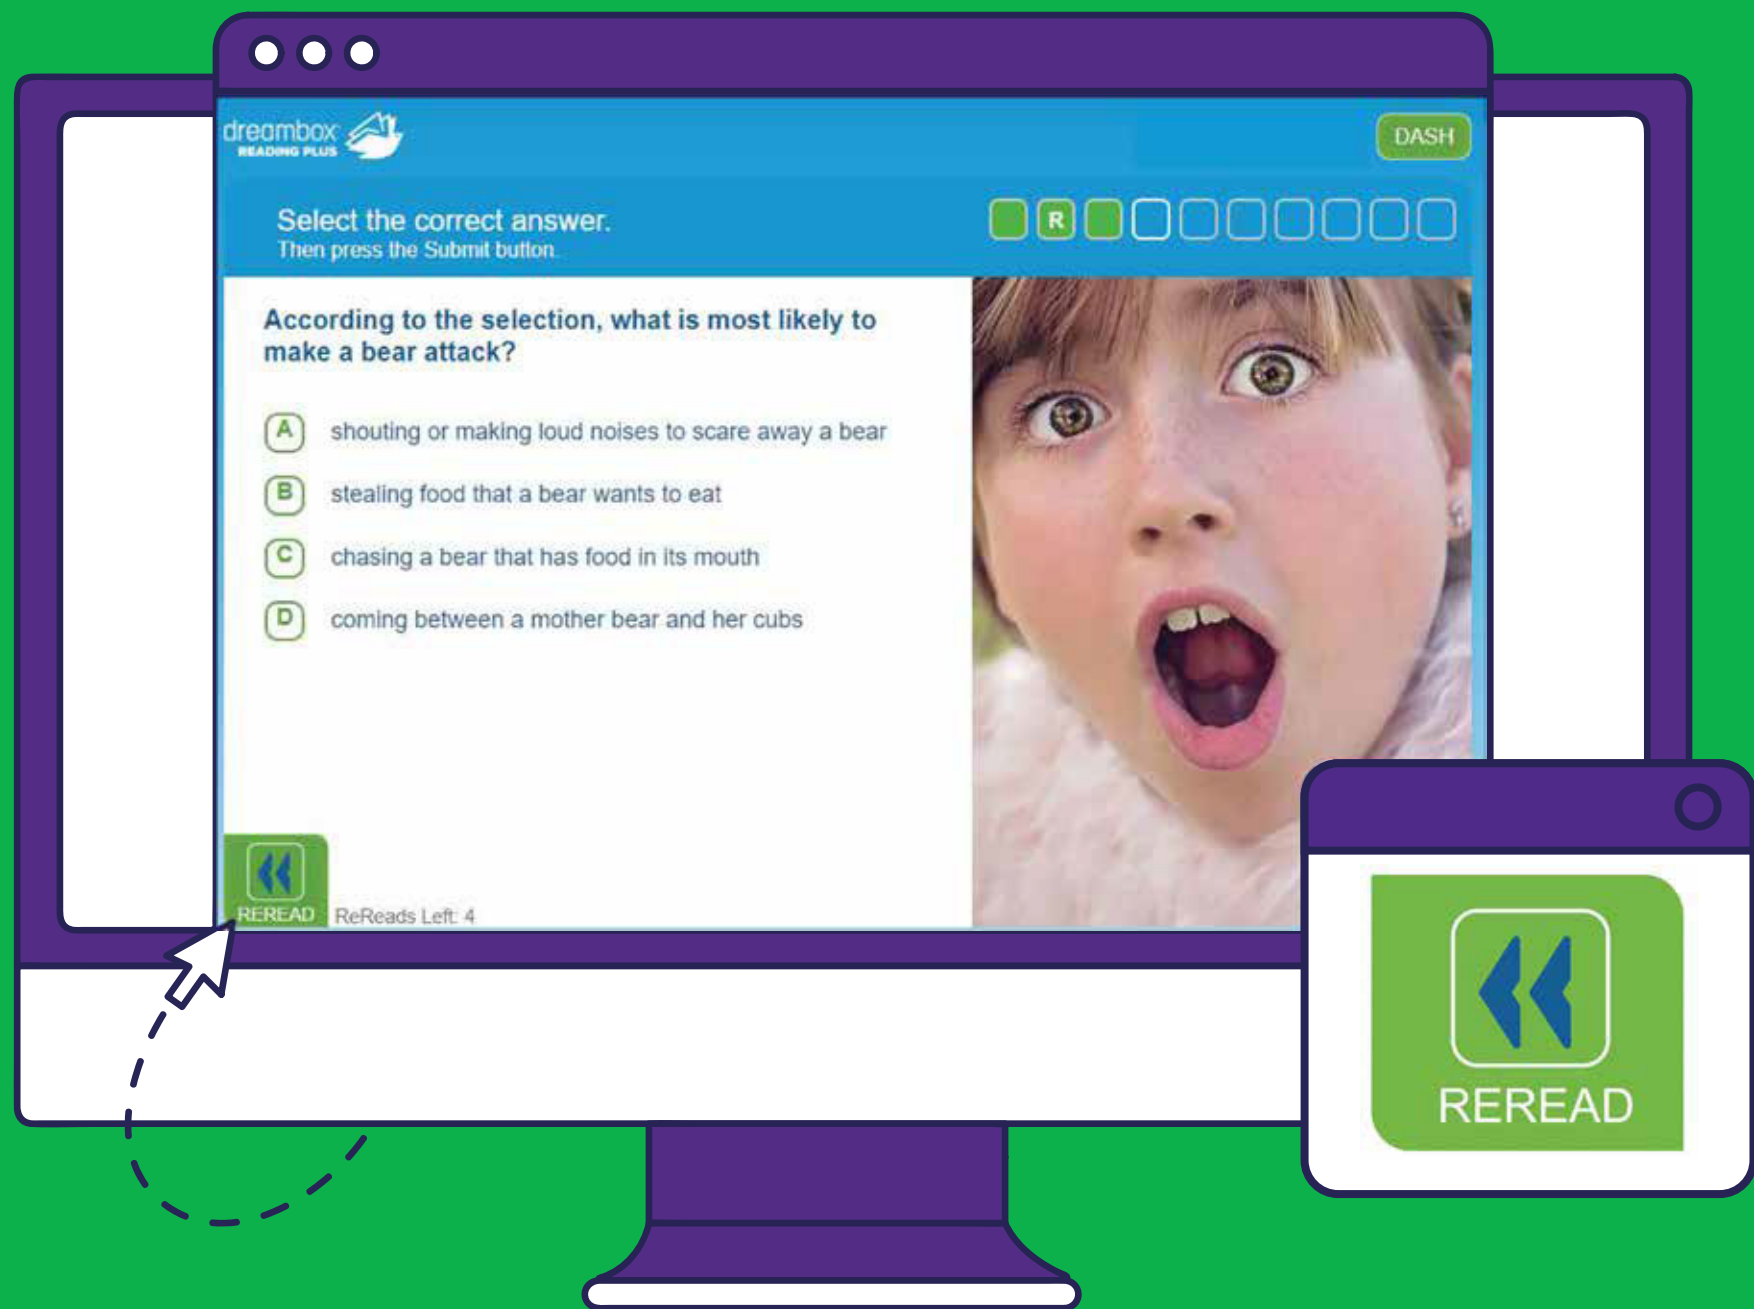 dreambox
READING PLUS
DASH
Select the correct answer.
Then press the Submit button.
R
According to the selection, what is most likely to
make a bear attack?
A shouting or making loud noises to scare away a bear
B stealing food that a bear wants to eat
C chasing a bear that has food in its mouth
D coming between a mother bear and her cubs
REREAD ReReads Left: 4
REREAD